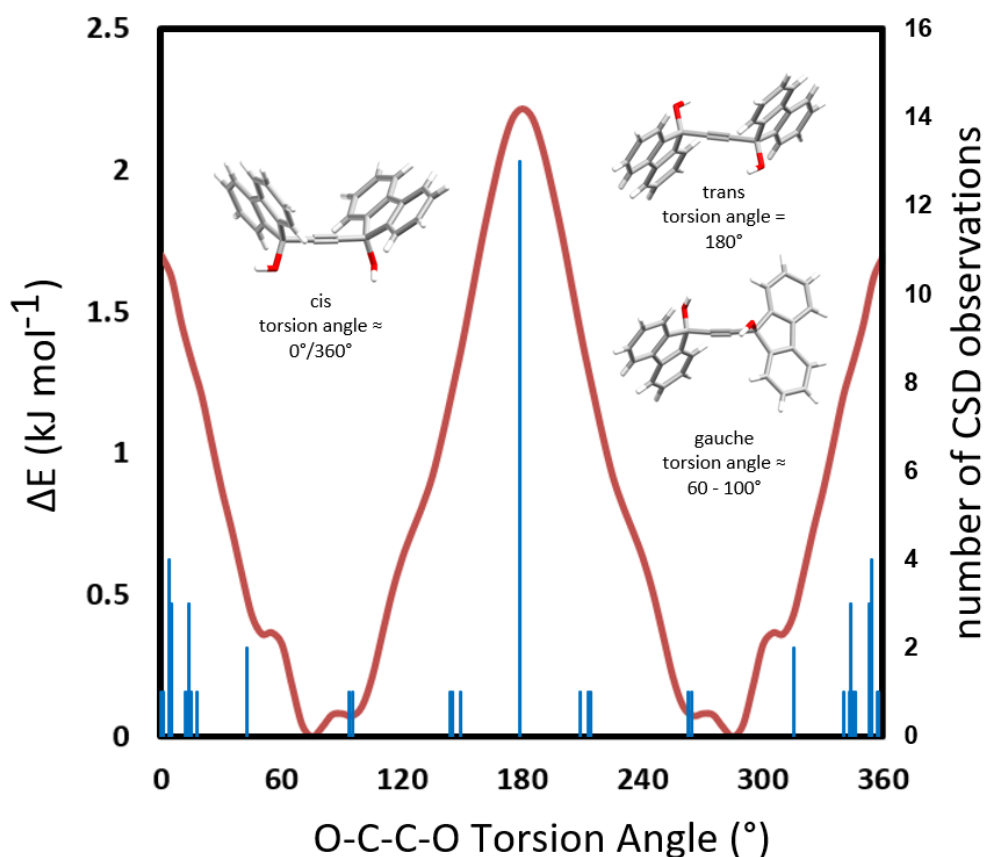 2.5
2
1.5
1
0.5
0
ΔE (kJ mol-1)
16
14
12
10
8
6
4
2
0
number of CSD observations
cis
torsion angle ≈
0°/360°
trans
torsion angle =
180°
gauche
torsion angle ≈
60 - 100°
0 60 120 180 240 300 360
O-C-C-O Torsion Angle (°)